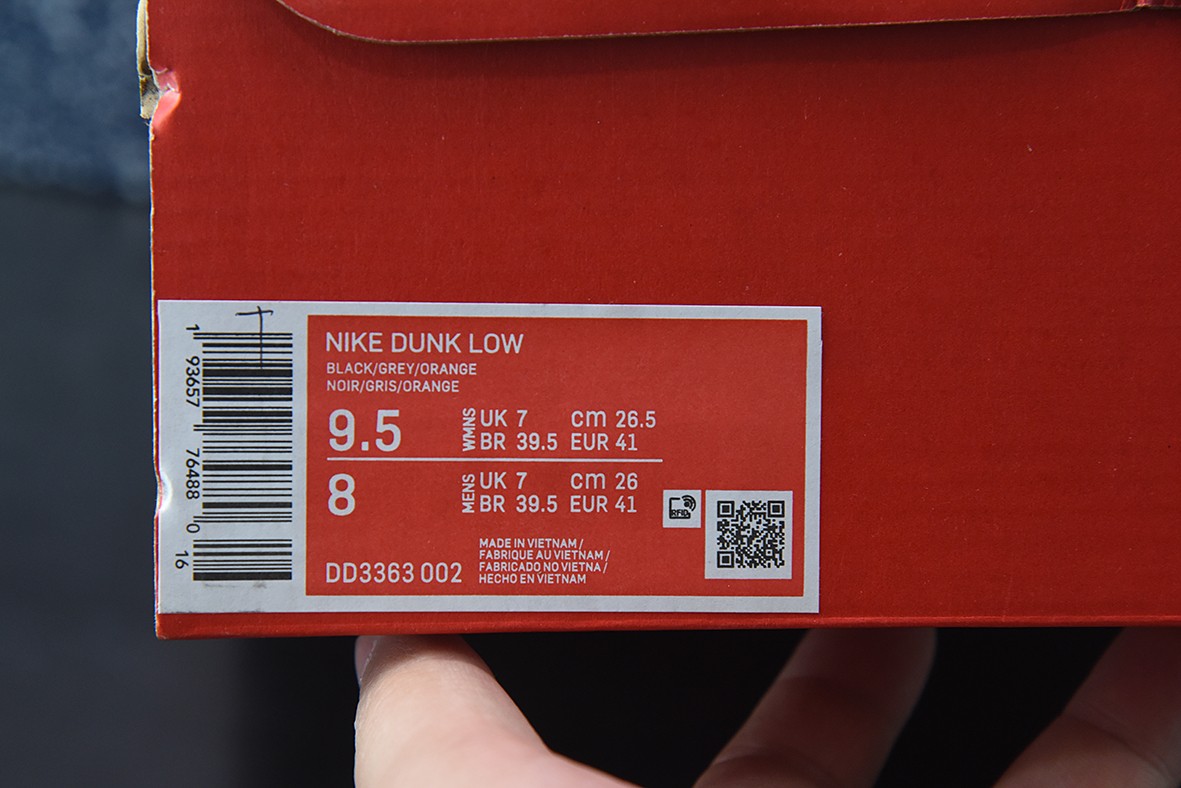 1 93657 76488 0 16
NIKE DUNK LOW
BLACK/GREY/ORANGE
NOIR/GRIS/ORANGE
9.5 WMNS UK 7 cm 26.5
BR 39.5 EUR 41
8 MENS UK 7 cm 26
BR 39.5 EUR 41
RFID
MADE IN VIETNAM /
FABRIQUE AU VIETNAM /
FABRICADO NO VIETNA /
DD3363 002 HECHO EN VIETNAM